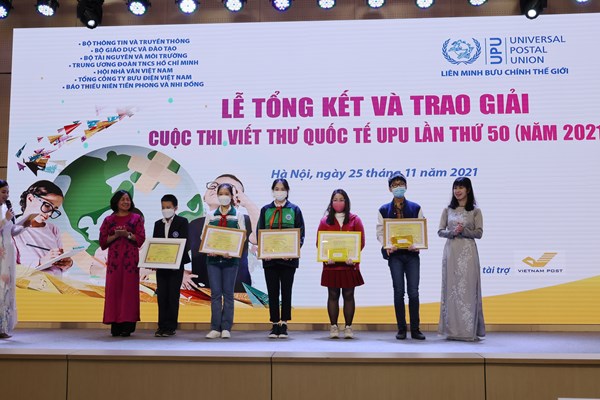 • BỘ THÔNG TIN VÀ TRUYỀN THÔNG
• BỘ GIÁO DỤC VÀ ĐÀO TẠO
• BỘ TÀI NGUYÊN VÀ MÔI TRƯỜNG
• TRUNG ƯƠNG ĐOÀN TNCS HỒ CHÍ MINH
• HỘI NHÀ VĂN VIỆT NAM
• TỔNG CÔNG TY BƯU ĐIỆN VIỆT NAM
• BÁO THIẾU NIÊN TIỀN PHONG VÀ NHI ĐỒNG
UPU
UNIVERSAL
POSTAL
UNION
LIÊN MINH BƯU CHÍNH THẾ GIỚI
LỄ TỔNG KẾT VÀ TRAO GIẢI
CUỘC THI VIẾT THƯ QUỐC TẾ UPU LẦN THỨ 50 (NĂM 2021
Hà Nội, ngày 25 tháng 11 năm 2021
tài trợ
VIETNAM POST